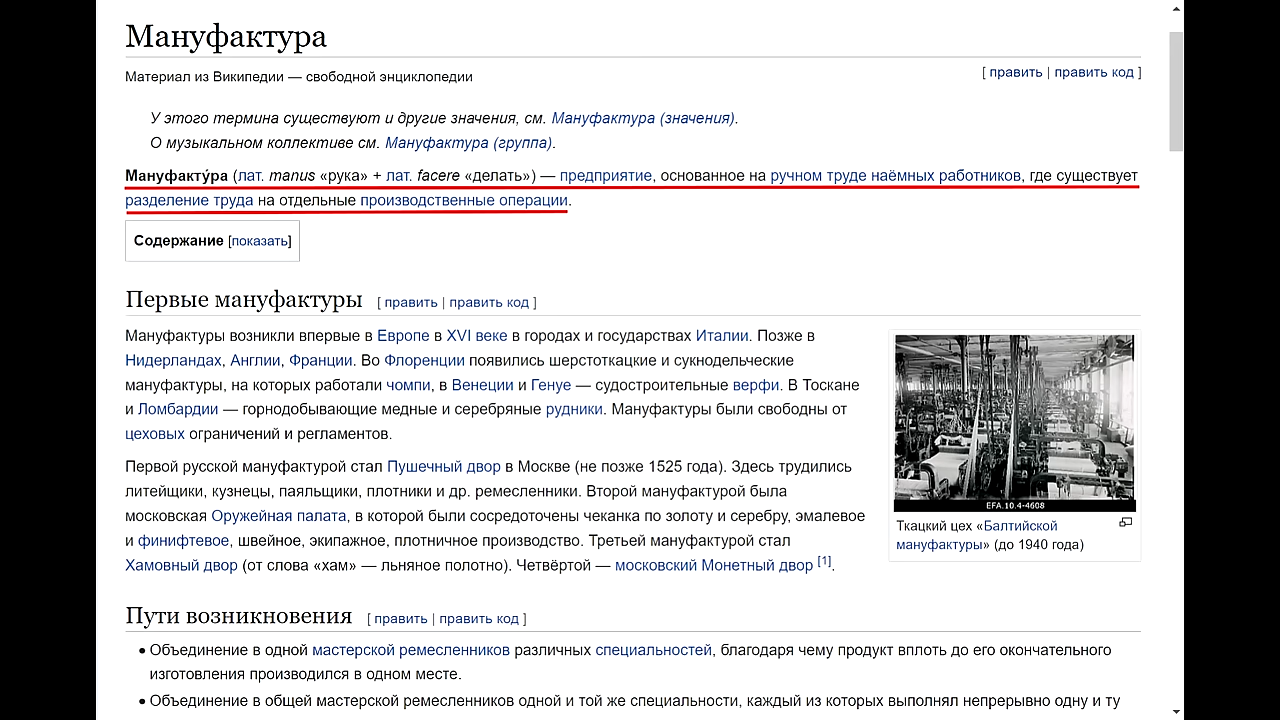 Мануфактура
Материал из Википедии — свободной энциклопедии
[ править | править код ]
У этого термина существуют и другие значения, см. Мануфактура (значения).
О музыкальном коллективе см. Мануфактура (группа).
Мануфакту́ра (лат. manus «рука» + лат. facere «делать») — предприятие, основанное на ручном труде наёмных работников, где существует
разделение труда на отдельные производственные операции.
Содержание [показать]
Первые мануфактуры [ править | править код ]
Мануфактуры возникли впервые в Европе в XVI веке в городах и государствах Италии. Позже в
Нидерландах, Англии, Франции. Во Флоренции появились шерстоткацкие и сукнодельческие
мануфактуры, на которых работали чомпи, в Венеции и Генуе — судостроительные верфи. В Тоскане
и Ломбардии — горнодобывающие медные и серебряные рудники. Мануфактуры были свободны от
цеховых ограничений и регламентов.
Первой русской мануфактурой стал Пушечный двор в Москве (не позже 1525 года). Здесь трудились
литейщики, кузнецы, паяльщики, плотники и др. ремесленники. Второй мануфактурой была
московская Оружейная палата, в которой были сосредоточены чеканка по золоту и серебру, эмалевое
и финифтевое, швейное, экипажное, плотничное производство. Третьей мануфактурой стал
Хамовный двор (от слова «хам» — льняное полотно). Четвёртой — московский Монетный двор [1].
EFA.10.4-4608
Ткацкий цех «Балтийской
мануфактуры» (до 1940 года)
Пути возникновения [ править | править код ]
• Объединение в одной мастерской ремесленников различных специальностей, благодаря чему продукт вплоть до его окончательного
изготовления производился в одном месте.
• Объединение в общей мастерской ремесленников одной и той же специальности, каждый из которых выполнял непрерывно одну и ту